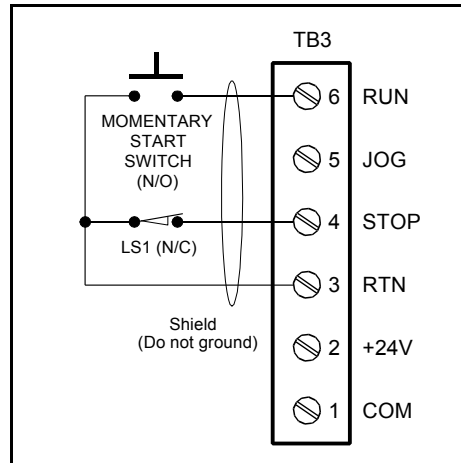 TB3
6 RUN
MOMENTARY
START
SWITCH
(N/O)
5 JOG
4 STOP
LS1 (N/C)
3 RTN
Shield
(Do not ground)
2 +24V
1 COM